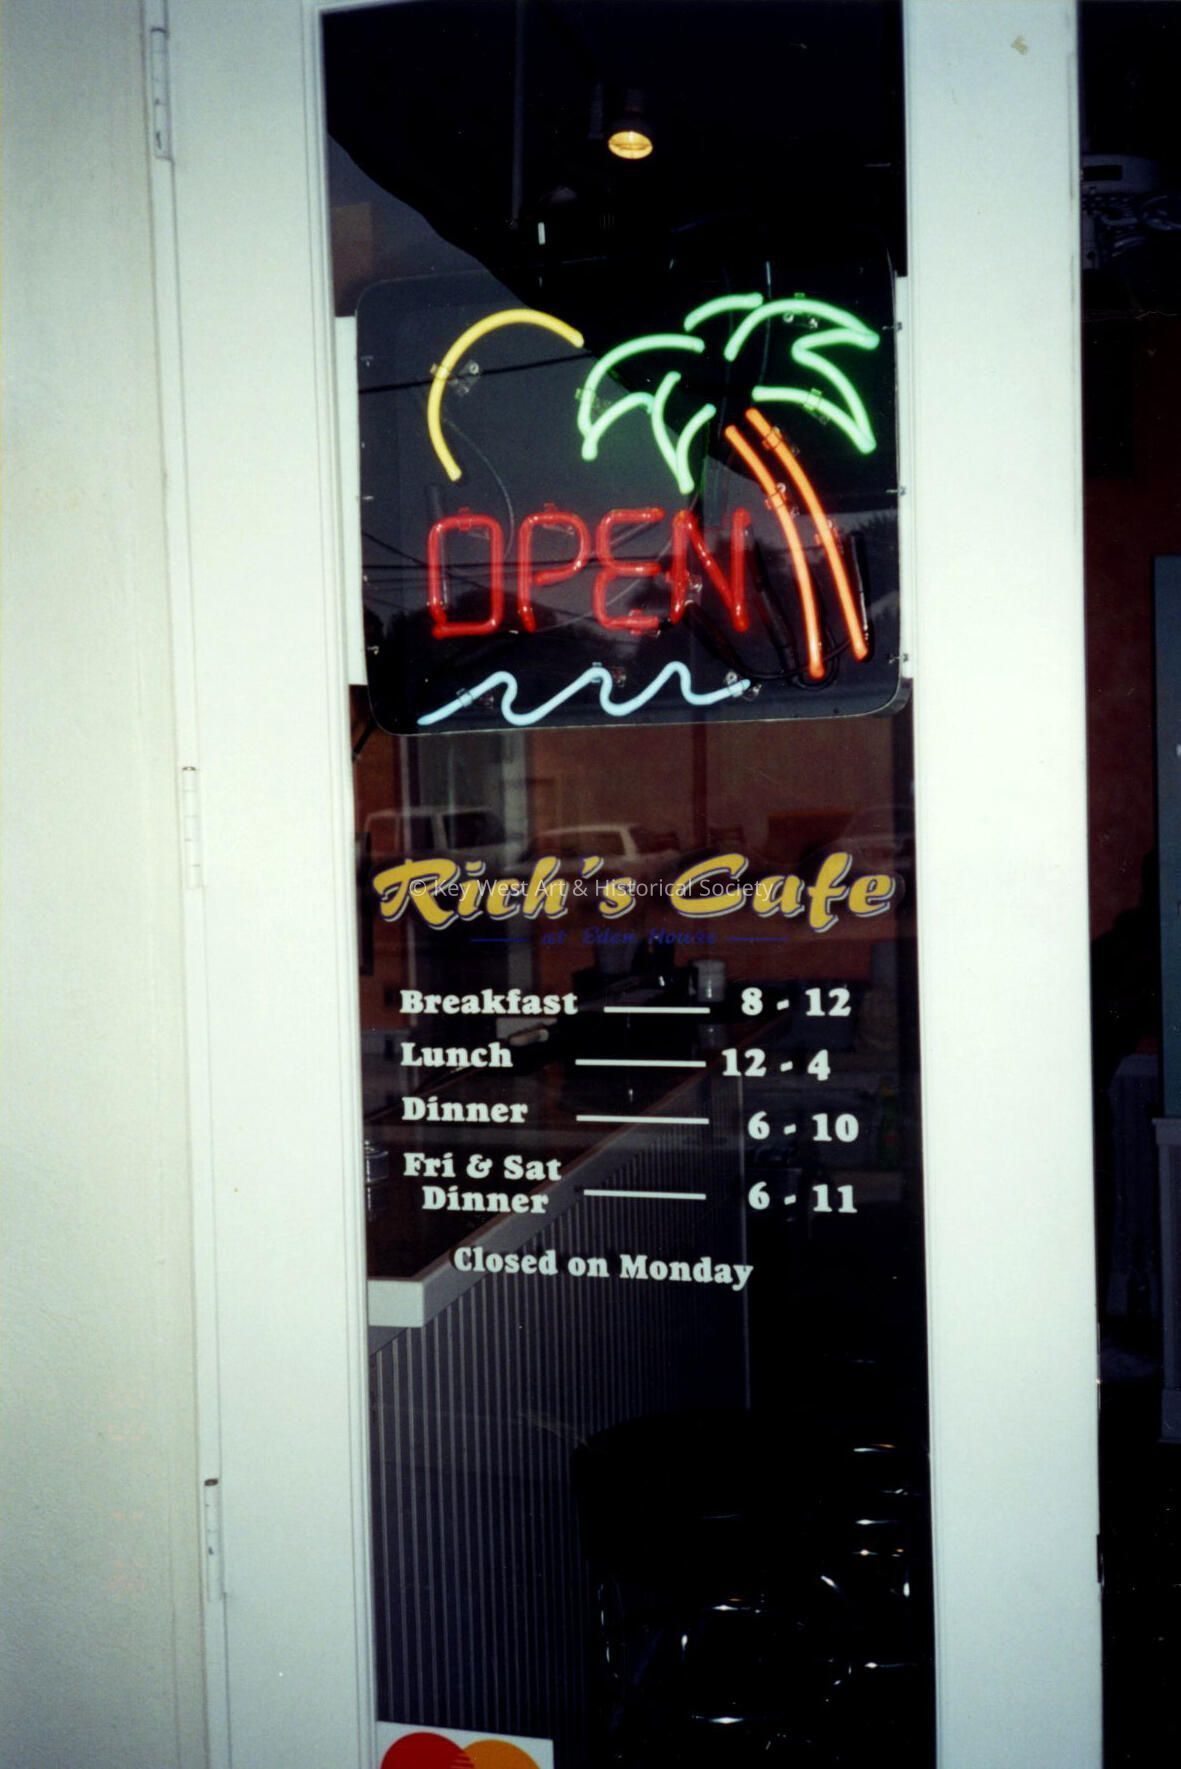 OPEN
© Key West Art & Historical Society
Rich's Cafe
at Eden House
Breakfast 8 - 12
Lunch 12 - 4
Dinner 6 - 10
Fri & Sat
Dinner 6 - 11
Closed on Monday